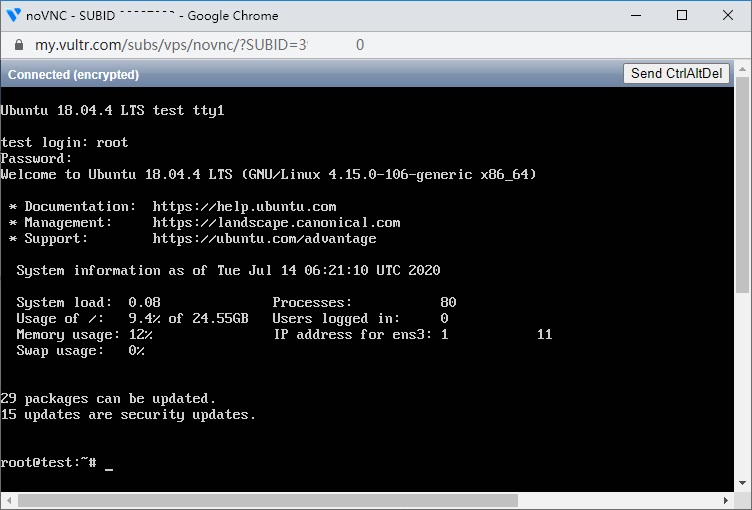 noVNC - SUBID - Google Chrome
my.vultr.com/subs/vps/novnc/?SUBID=3 0
Connected (encrypted) Send CtrlAltDel
Ubuntu 18.04.4 LTS test tty1
test login: root
Password:
Welcome to Ubuntu 18.04.4 LTS (GNU/Linux 4.15.0-106-generic x86_64)
* Documentation: https://help.ubuntu.com
* Management: https://landscape.canonical.com
* Support: https://ubuntu.com/advantage
System information as of Tue Jul 14 06:21:10 UTC 2020
System load: 0.08 Processes: 80
Usage of /: 9.4% of 24.55GB Users logged in: 0
Memory usage: 12% IP address for ens3: 1 11
Swap usage: 0%
29 packages can be updated.
15 updates are security updates.
root@test:~# _